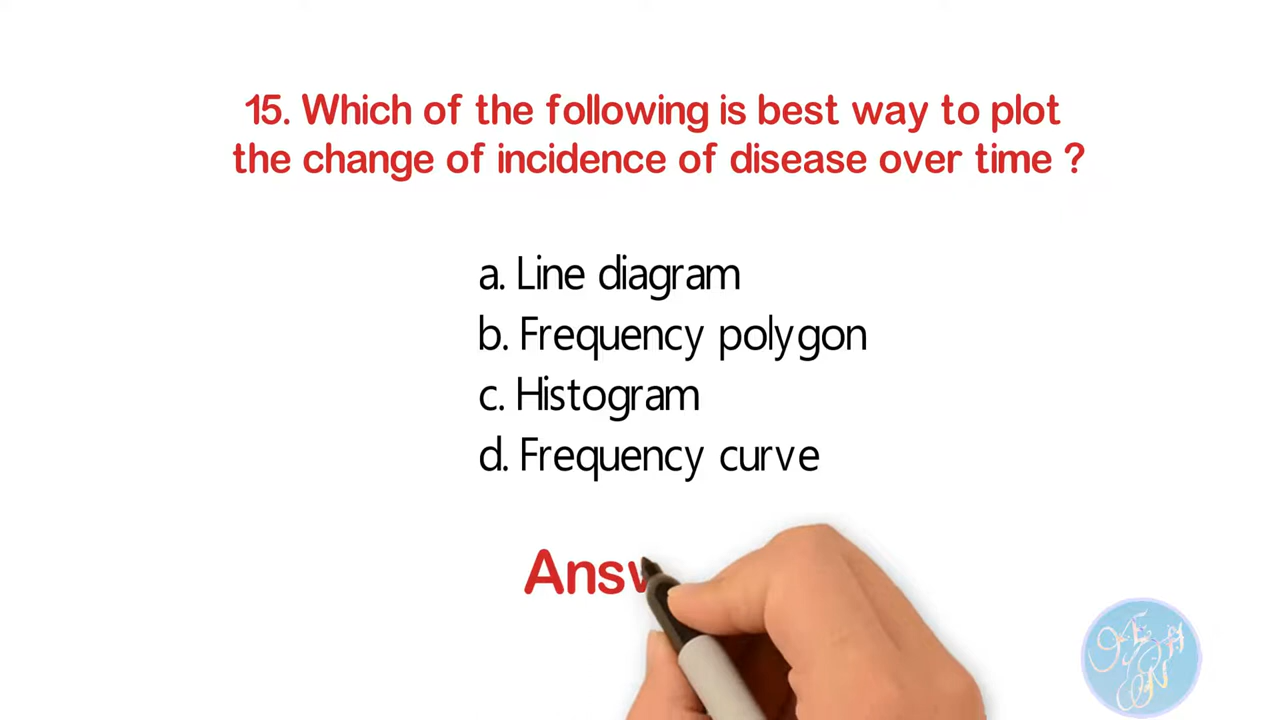 15. Which of the following is best way to plot
the change of incidence of disease over time ?
a. Line diagram
b. Frequency polygon
c. Histogram
d. Frequency curve